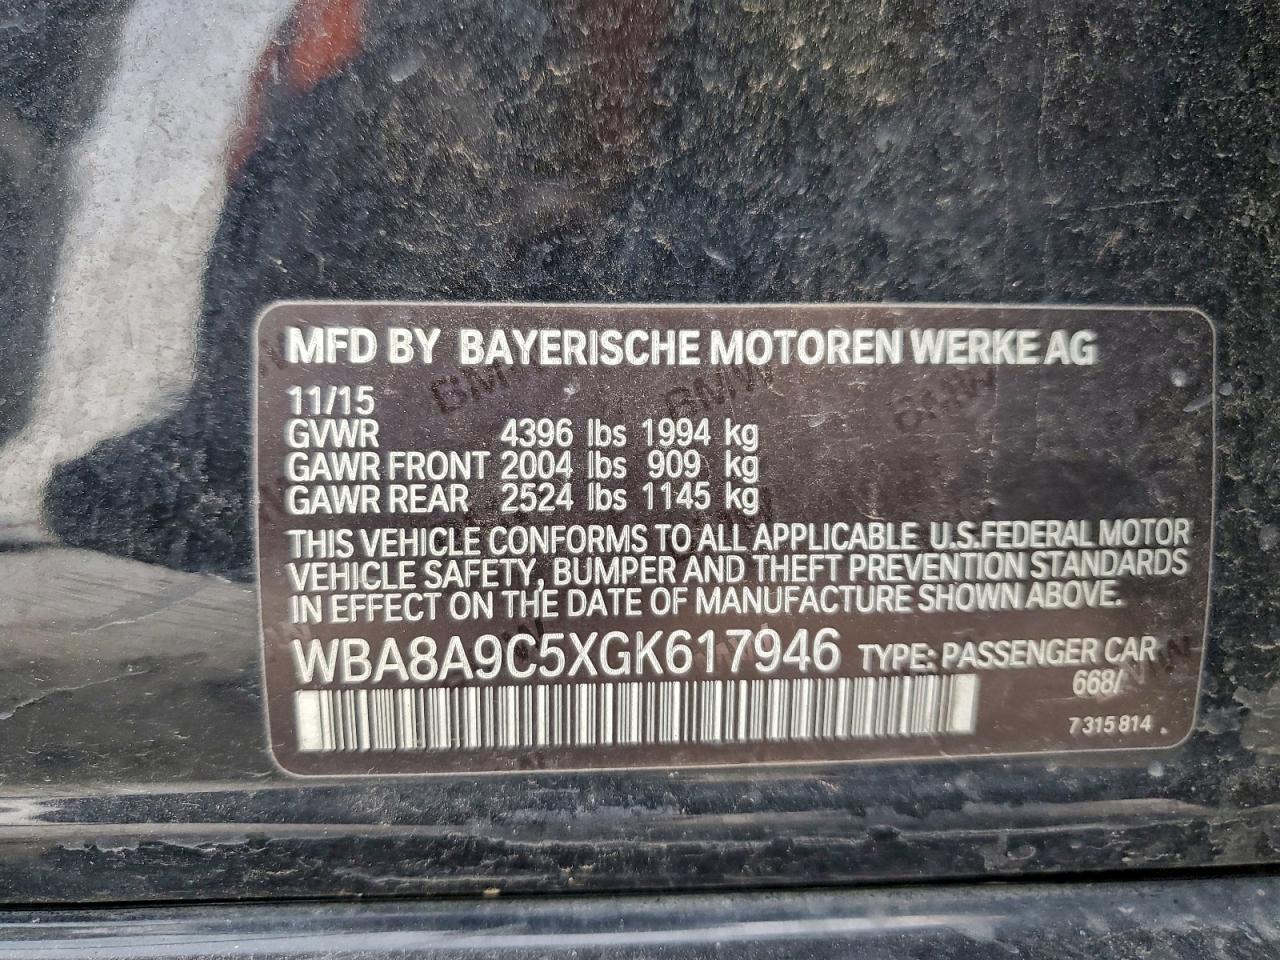 MFD BY BAYERISCHE MOTOREN WERKE AG
11/15
GVWR 4396 lbs 1994 kg
GAWR FRONT 2004 lbs 909 kg
GAWR REAR 2524 lbs 1145 kg
THIS VEHICLE CONFORMS TO ALL APPLICABLE U.S.FEDERAL MOTOR
VEHICLE SAFETY, BUMPER AND THEFT PREVENTION STANDARDS
IN EFFECT ON THE DATE OF MANUFACTURE SHOWN ABOVE.
WBA8A9C5XGK617946 TYPE: PASSENGER CAR
668/
7 315 814